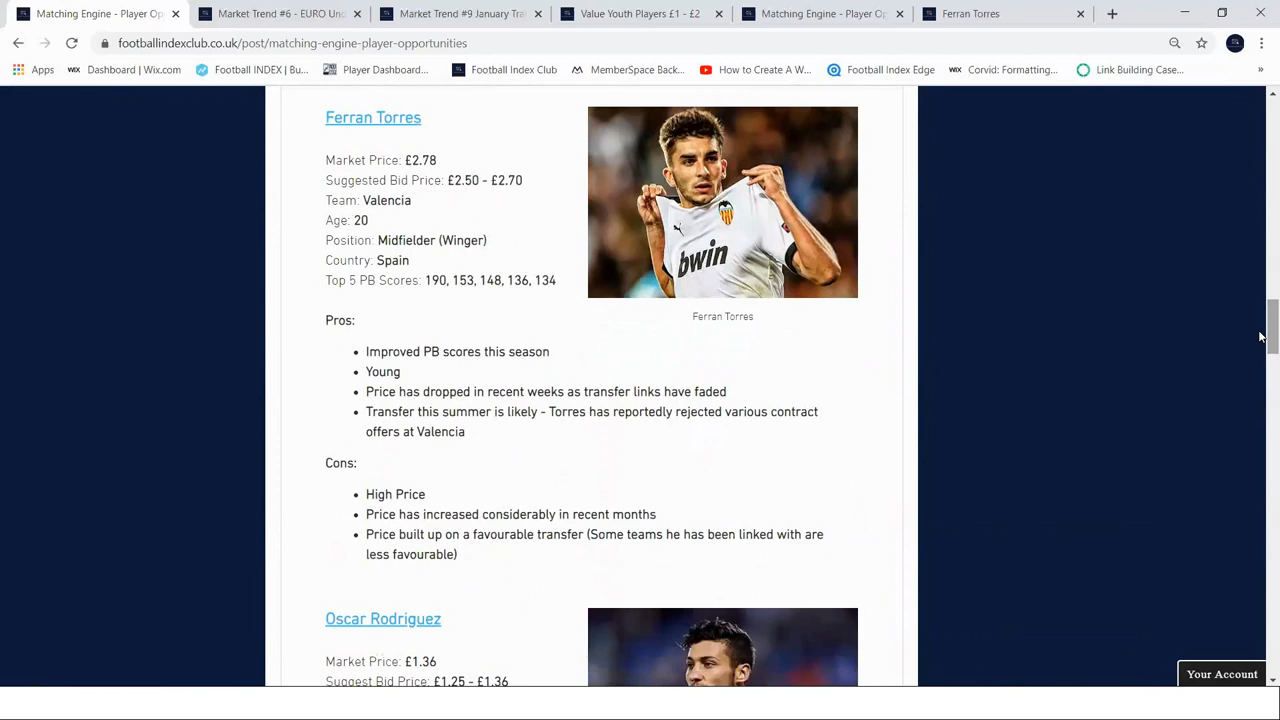 Matching Engine - Player Op
Market Trend #6 - EURO Unc
Market Trend #9 January Tra
Value Youth Players £1 - £2
Matching Engine - Player Op
Ferran Torres
footballindexclub.co.uk/post/matching-engine-player-opportunities
Apps
Dashboard | Wix.com
Football INDEX | Bu...
Player Dashboard...
Football Index Club
MemberSpace Back...
How to Create A W...
Football Index Edge
Corvid: Formatting...
Link Building Case...
Ferran Torres
Market Price: £2.78
Suggested Bid Price: £2.50 - £2.70
Team: Valencia
Age: 20
Position: Midfielder (Winger)
Country: Spain
Top 5 PB Scores: 190, 153, 148, 136, 134
bwin
Ferran Torres
Pros:
• Improved PB scores this season
• Young
• Price has dropped in recent weeks as transfer links have faded
• Transfer this summer is likely - Torres has reportedly rejected various contract
offers at Valencia
Cons:
• High Price
• Price has increased considerably in recent months
• Price built up on a favourable transfer (Some teams he has been linked with are
less favourable)
Oscar Rodriguez
Market Price: £1.36
Suggest Bid Price: £1.25 - £1.36
Your Account